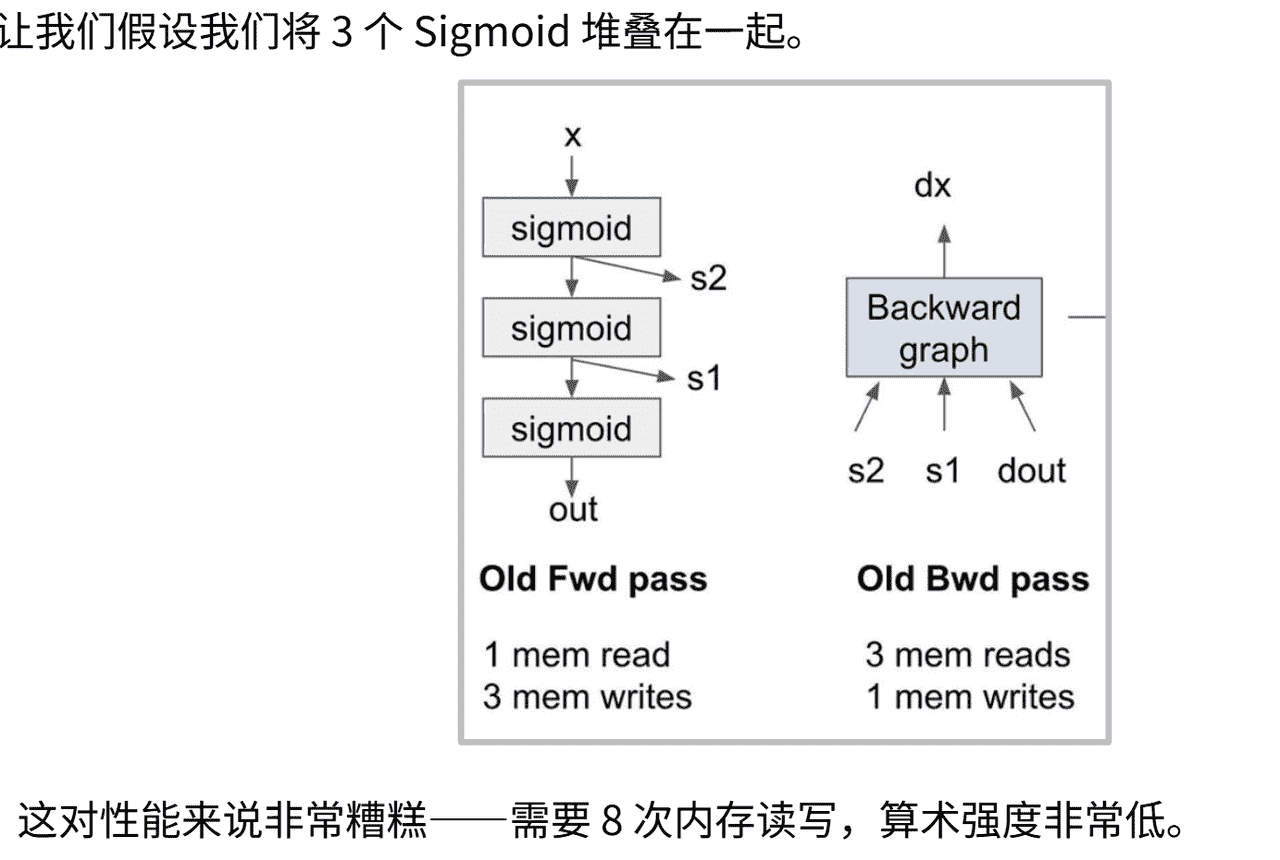 让我们假设我们将 3 个 Sigmoid 堆叠在一起。
x
sigmoid
s2
sigmoid
s1
sigmoid
out
Old Fwd pass
1 mem read
3 mem writes
dx
Backward
graph
s2 s1 dout
Old Bwd pass
3 mem reads
1 mem writes
这对性能来说非常糟糕——需要 8 次内存读写，算术强度非常低。